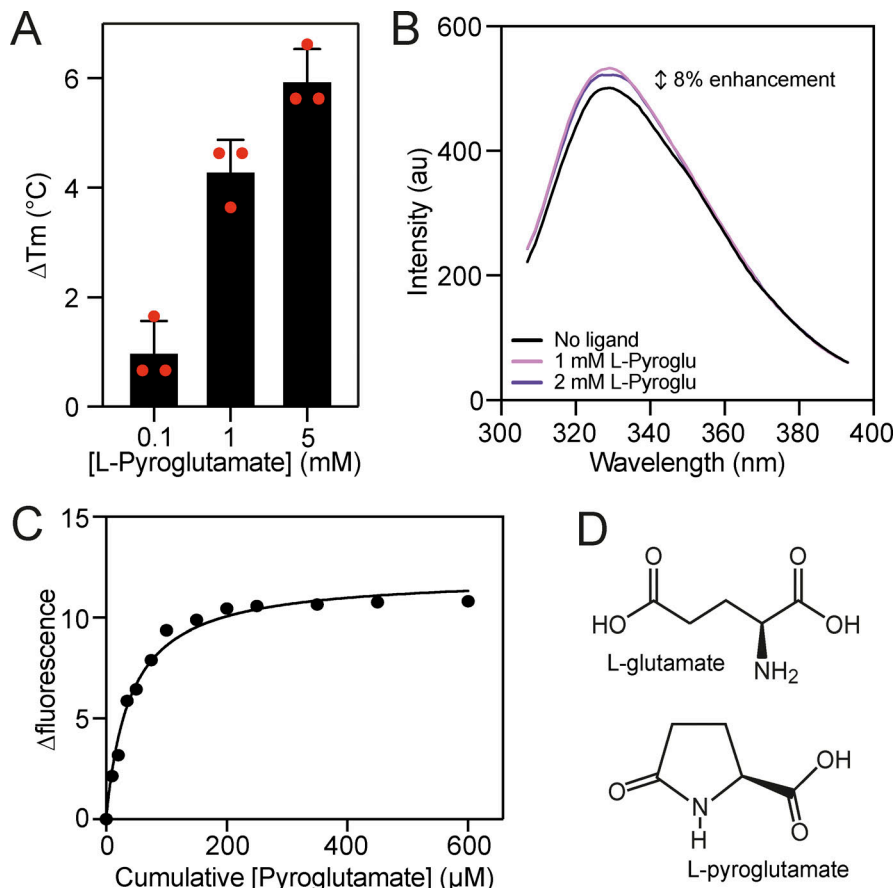 A
6
4
2
0
ΔTm (°C)
0.1
1
5
[L-Pyroglutamate] (mM)
B
600
400
200
0
Intensity (au)
8% enhancement
No ligand
1 mM L-Pyroglu
2 mM L-Pyroglu
300
320
340
360
380
400
Wavelength (nm)
C
15
10
5
0
Δfluorescence
0
200
400
600
Cumulative [Pyroglutamate] (µM)
D
O
O
HO
OH
L-glutamate
NH2
O
N
H
OH
O
L-pyroglutamate